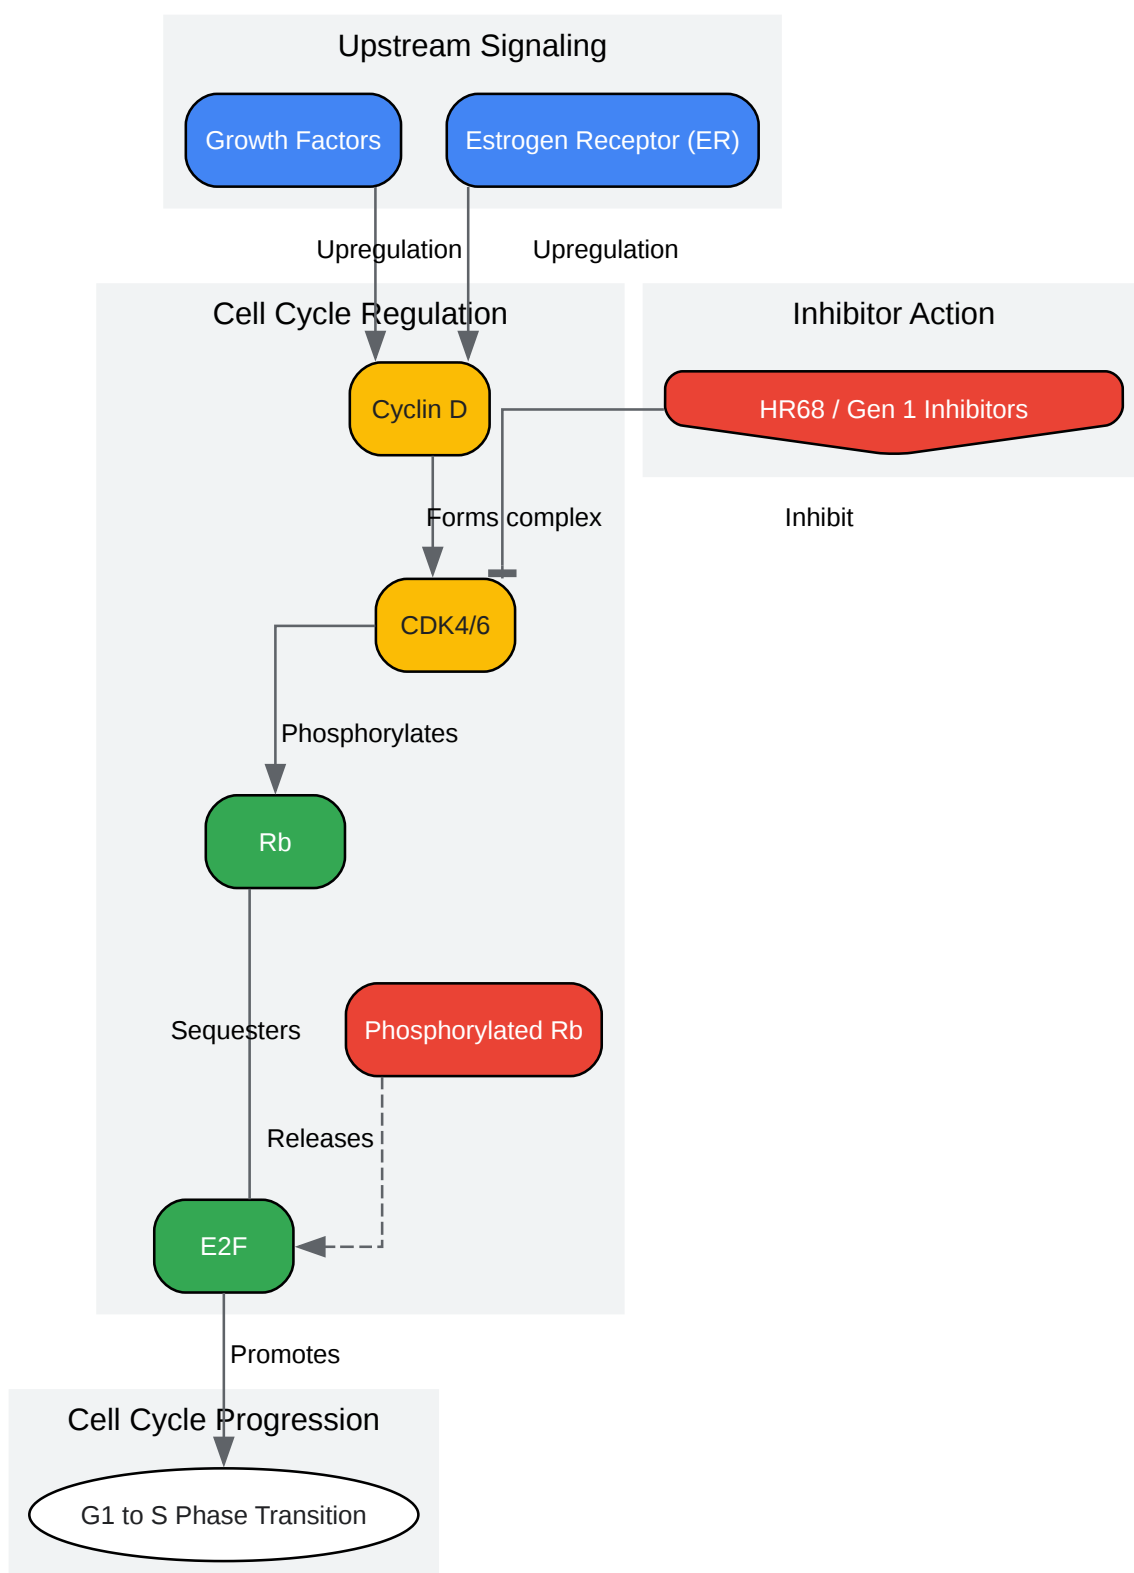 Upstream Signaling
Growth Factors
Estrogen Receptor (ER)
Upregulation
Upregulation
Cell Cycle Regulation
Inhibitor Action
Cyclin D
HR68 / Gen 1 Inhibitors
Forms complex
Inhibit
CDK4/6
Phosphorylates
Rb
Sequesters
Phosphorylated Rb
Releases
E2F
Promotes
Cell Cycle Progression
G1 to S Phase Transition